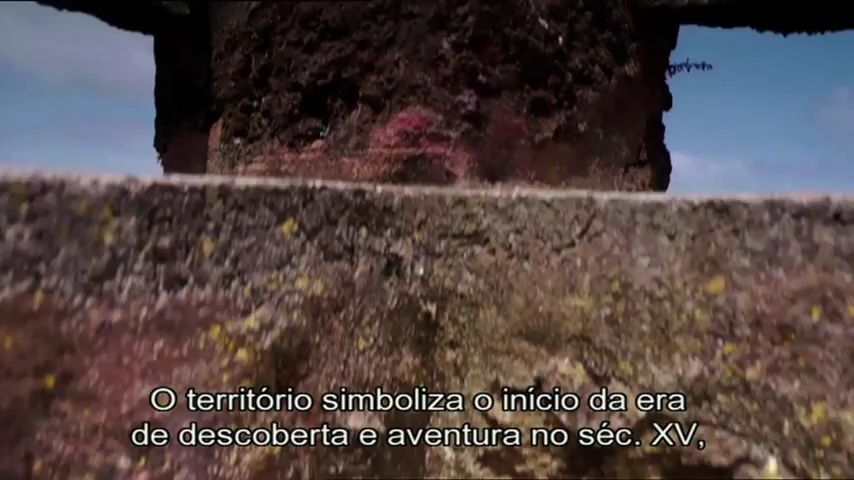 O território simboliza o início da era
de descoberta e aventura no séc. XV,